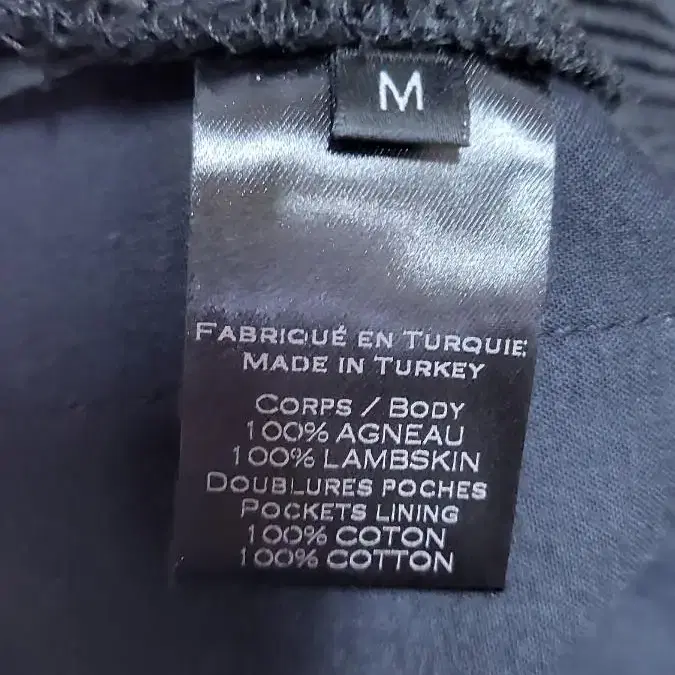 M
FABRIQUÉ EN TURQUIE
MADE IN TURKEY
CORPS / BODY
100% AGNEAU
100% LAMBSKIN
DOUBLURES POCHES
POCKETS LINING
100% COTON
100% COTTON